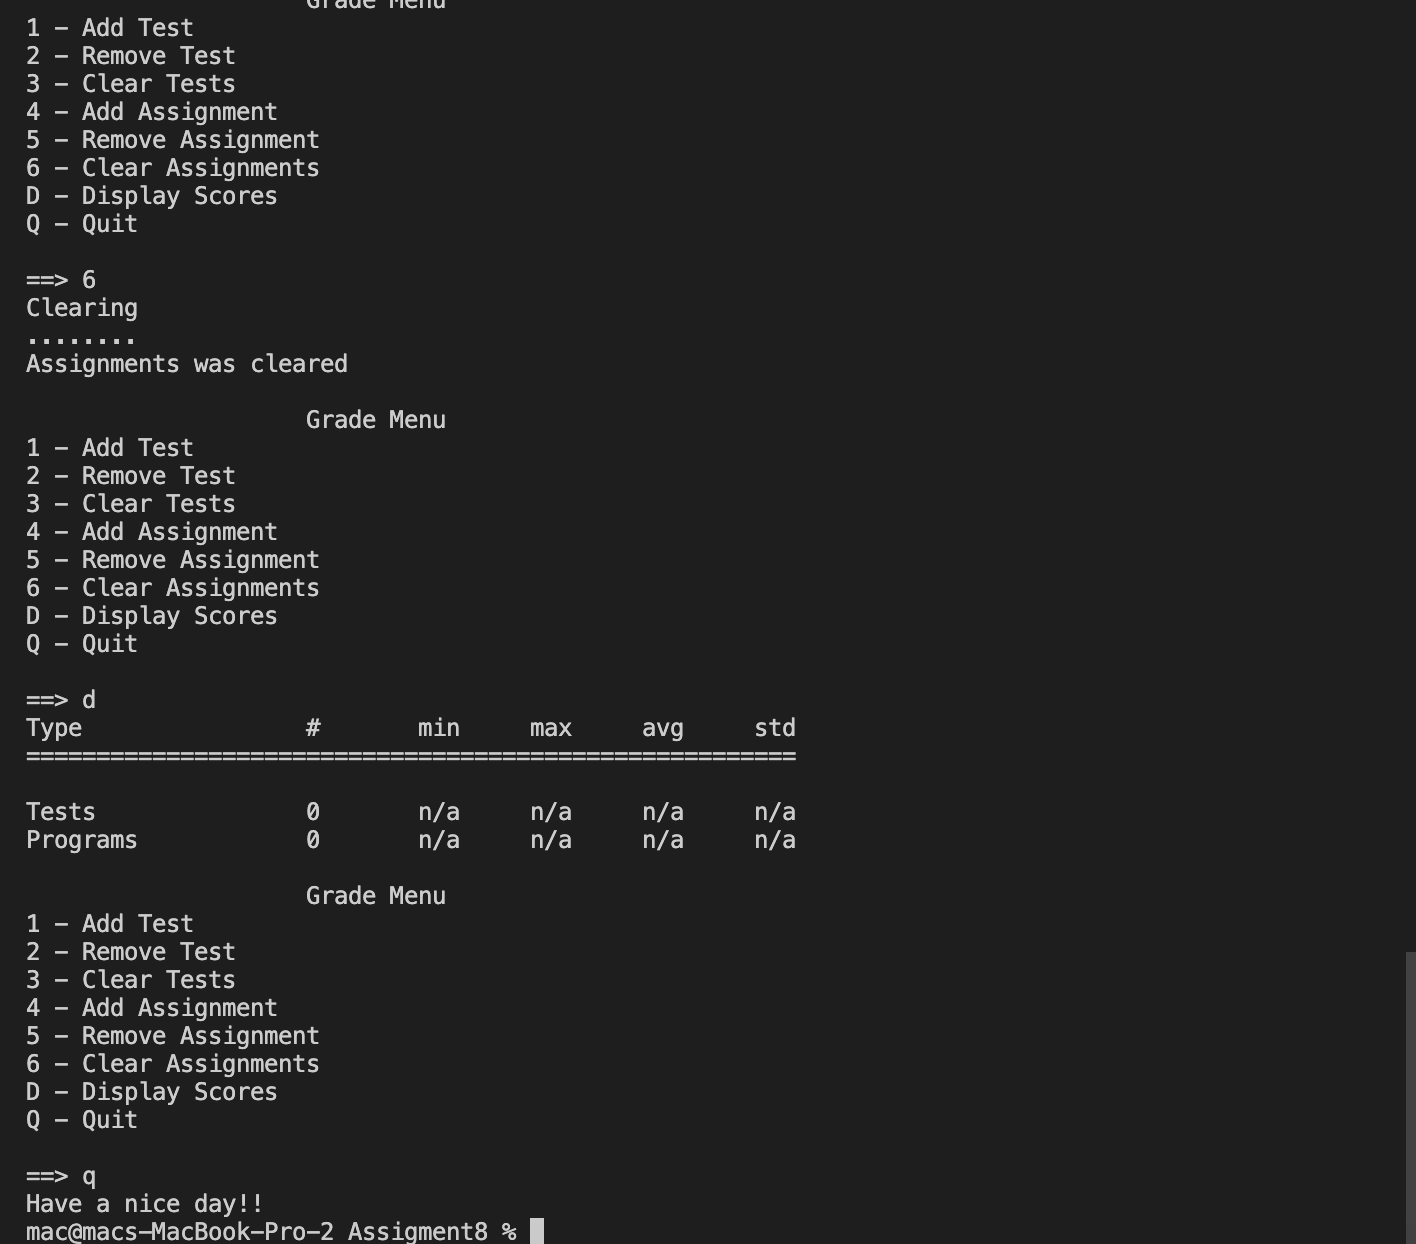 Grade Menu
1 - Add Test
2 - Remove Test
3 - Clear Tests
4 - Add Assignment
5 - Remove Assignment
6 - Clear Assignments
D - Display Scores
Q - Quit
==> 6
Clearing
........
Assignments was cleared
Grade Menu
1 - Add Test
2 - Remove Test
3 - Clear Tests
4 - Add Assignment
5 - Remove Assignment
6 - Clear Assignments
D - Display Scores
Q - Quit
==> d
Type # min max avg std
=======================================================
Tests 0 n/a n/a n/a n/a
Programs 0 n/a n/a n/a n/a
Grade Menu
1 - Add Test
2 - Remove Test
3 - Clear Tests
4 - Add Assignment
5 - Remove Assignment
6 - Clear Assignments
D - Display Scores
Q - Quit
==> q
Have a nice day!!
mac@macs-MacBook-Pro-2 Assigment8 %